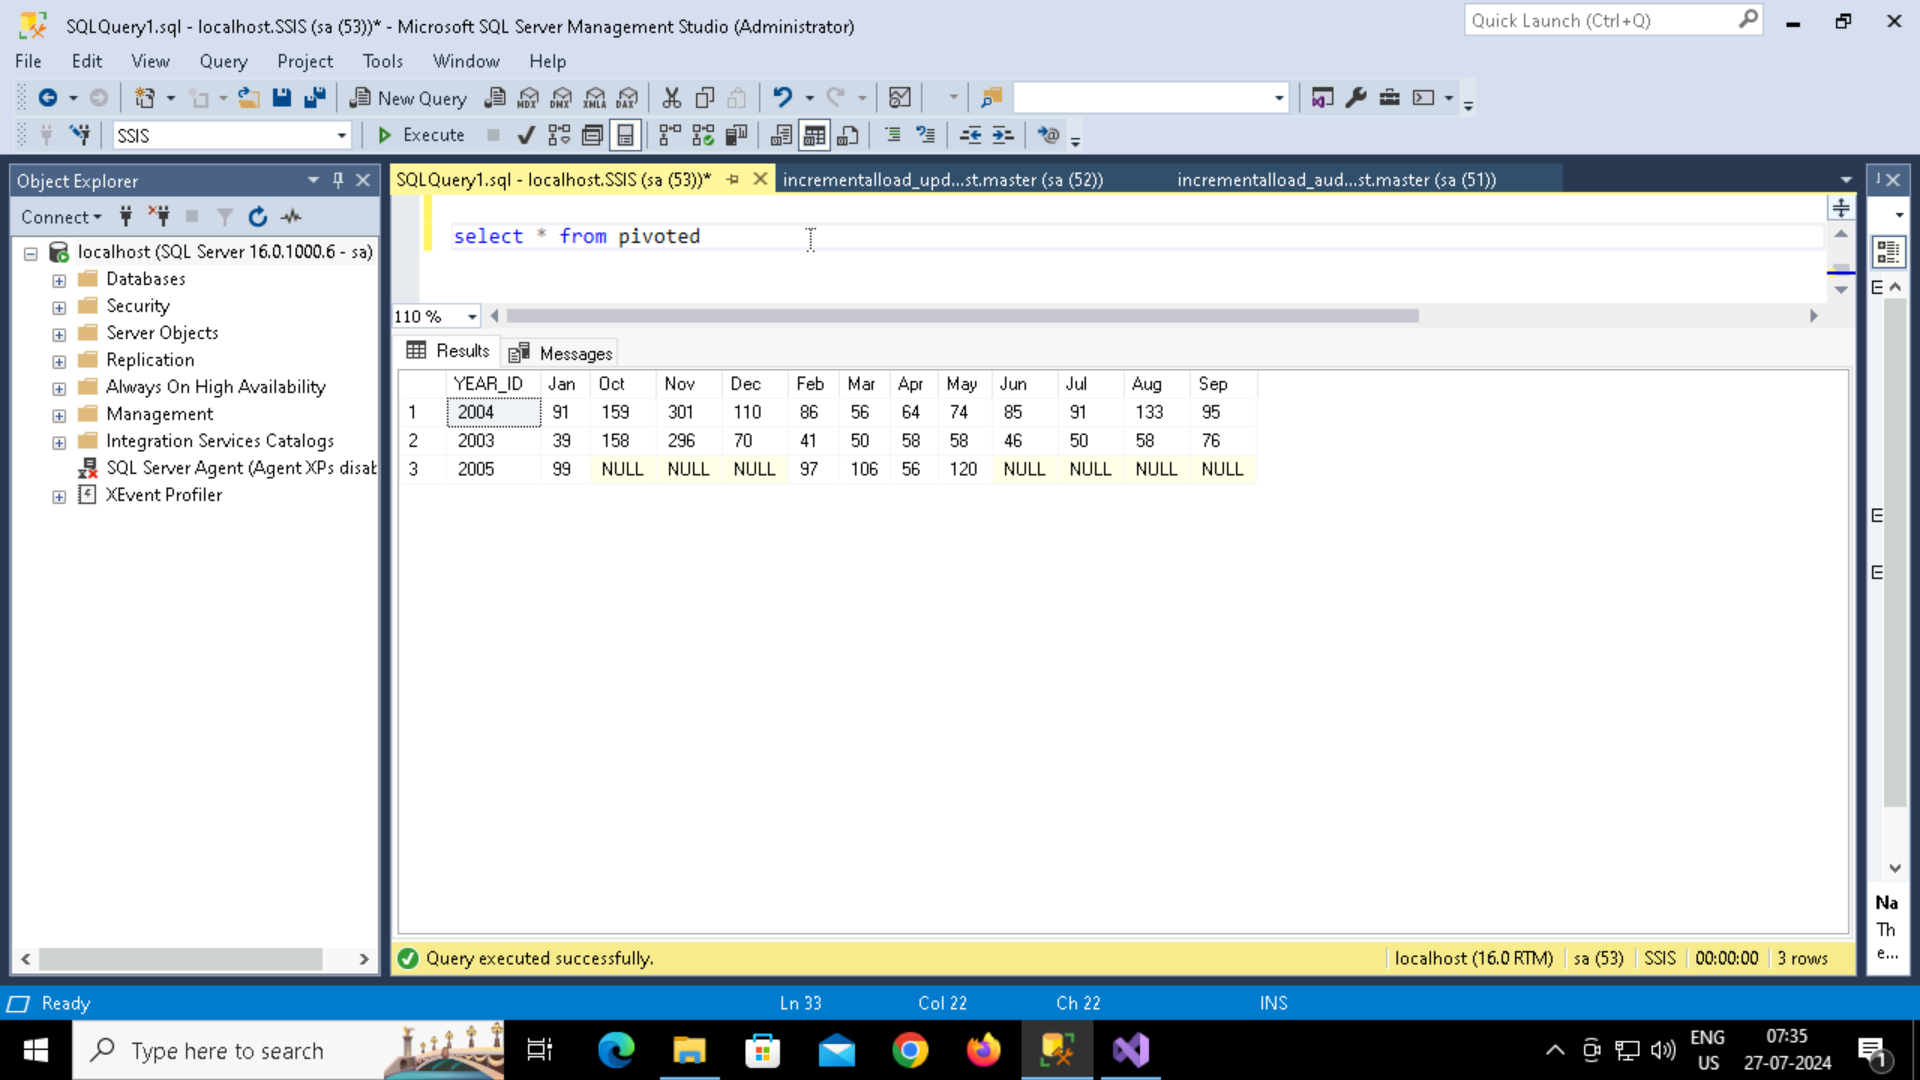 SQLQuery1.sql - localhost.SSIS (sa (53))* - Microsoft SQL Server Management Studio (Administrator)
Quick Launch (Ctrl+Q)
File Edit View Query Project Tools Window Help
New Query MDX DMX XMLA DAX
SSIS Execute
Object Explorer
SQLQuery1.sql - localhost.SSIS (sa (53))* incrementalload_upd...st.master (sa (52)) incrementalload_aud...st.master (sa (51))
Connect
select * from pivoted
localhost (SQL Server 16.0.1000.6 - sa)
Databases
Security
Server Objects
Replication
Always On High Availability
Management
Integration Services Catalogs
SQL Server Agent (Agent XPs disab
XEvent Profiler
110 %
Results Messages
YEAR_ID Jan Oct Nov Dec Feb Mar Apr May Jun Jul Aug Sep
1 2004 91 159 301 110 86 56 64 74 85 91 133 95
2 2003 39 158 296 70 41 50 58 58 46 50 58 76
3 2005 99 NULL NULL NULL 97 106 56 120 NULL NULL NULL NULL
Na
Th
e...
Query executed successfully. localhost (16.0 RTM) sa (53) SSIS 00:00:00 3 rows
Ready Ln 33 Col 22 Ch 22 INS
Type here to search
ENG
US
07:35
27-07-2024
1